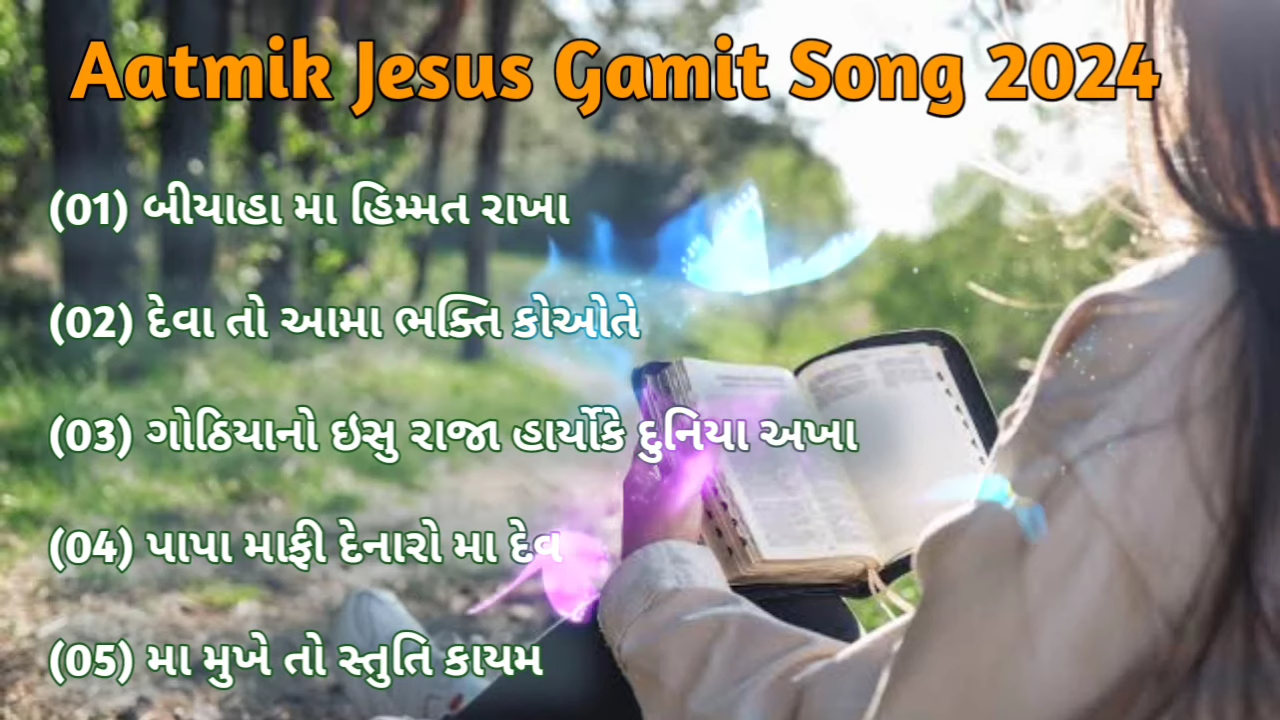 Aatmik Jesus Gamit Song 2024
(01) બીયાહા મા હિમ્મત રાખા
(02) દેવા તો આમા ભક્તિ કોઓતે
(03) ગોઠિયાનો ઇસુ રાજા હાર્યોકે દુનિયા અખા
(04) પાપા માફી દેનારો મા દેવ
(05) મા મુખે તો સ્તુતિ કાયમ